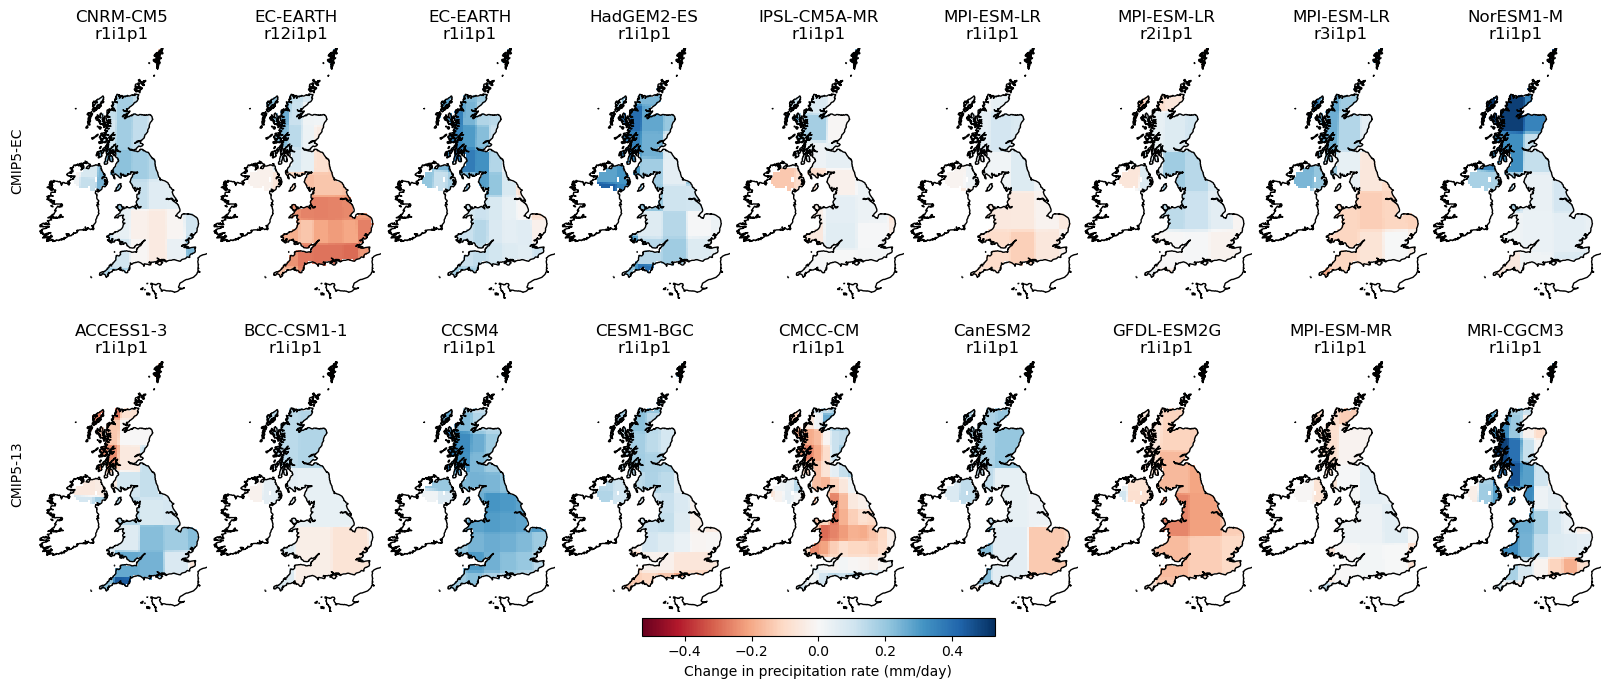 CNRM-CM5 EC-EARTH EC-EARTH HadGEM2-ES IPSL-CM5A-MR MPI-ESM-LR MPI-ESM-LR MPI-ESM-LR NorESM1-M
r1i1p1 r12i1p1 r1i1p1 r1i1p1 r1i1p1 r1i1p1 r2i1p1 r3i1p1 r1i1p1
CMIP5-EC
ACCESS1-3 BCC-CSM1-1 CCSM4 CESM1-BGC CMCC-CM CanESM2 GFDL-ESM2G MPI-ESM-MR MRI-CGCM3
r1i1p1 r1i1p1 r1i1p1 r1i1p1 r1i1p1 r1i1p1 r1i1p1 r1i1p1 r1i1p1
CMIP5-13
−0.4 −0.2 0.0 0.2 0.4
Change in precipitation rate (mm/day)